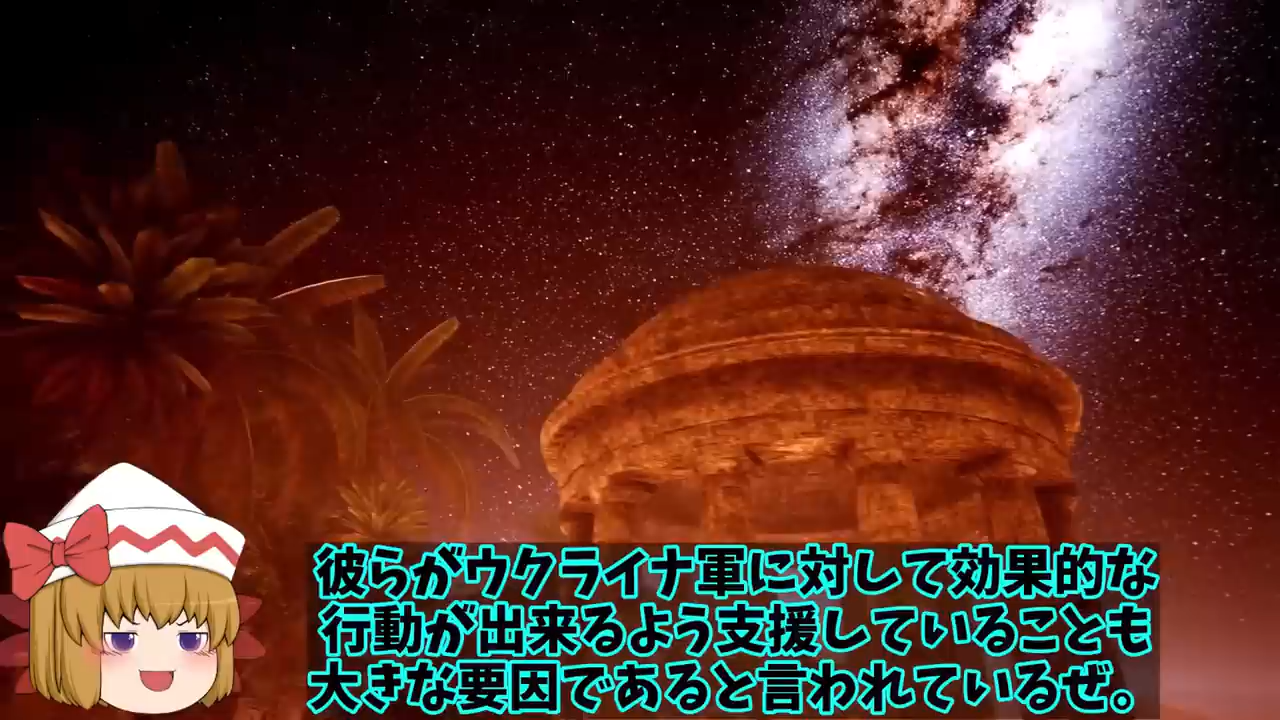 彼らがウクライナ軍に対して効果的な
行動が出来るよう支援していることも
大きな要因であると言われているぜ。